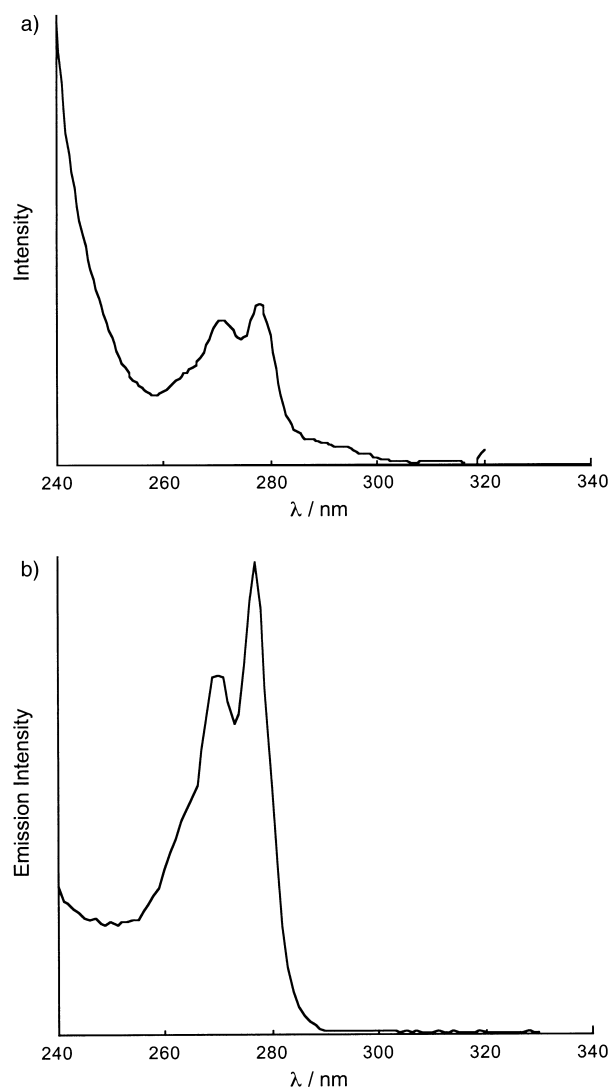 a)
Intensity
240 260 280 300 320 340
λ / nm
b)
Emission Intensity
240 260 280 300 320 340
λ / nm